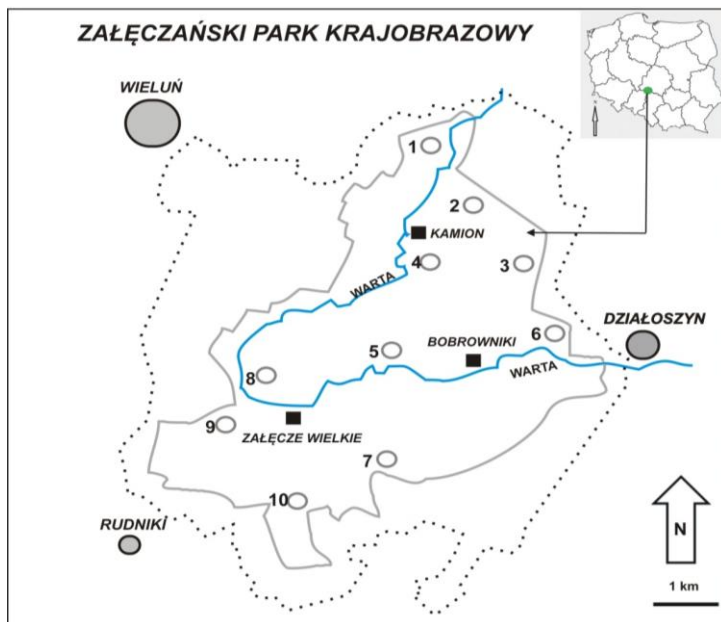 ZAŁĘCZAŃSKI PARK KRAJOBRAZOWY
WIELUŃ
1
2
KAMION
4
3
WARTA
DZIAŁOSZYN
6
BOBROWNIKI
5
WARTA
8
9
ZAŁĘCZE WIELKIE
7
10
RUDNIKI
N
1 km